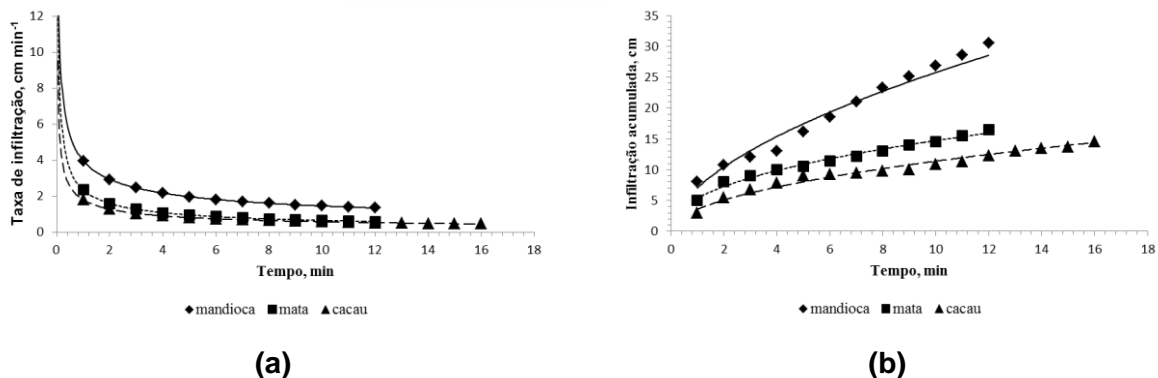 12
10
8
6
4
2
0
Taxa de infiltração, cm min⁻¹
0 2 4 6 8 10 12 14 16 18
Tempo, min
mandioca mata cacau
(a)
35
30
25
20
15
10
5
0
Infiltração acumulada, cm
0 2 4 6 8 10 12 14 16 18
Tempo, min
mandioca mata cacau
(b)